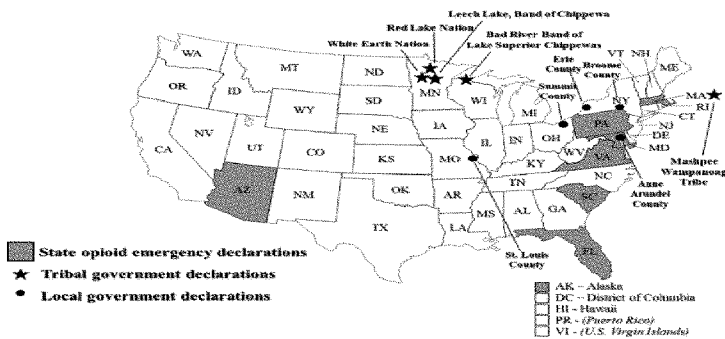 Leech Lake, Band of Chippewa
Red Lake Nation
White Earth Nation
Bad River Band of
Lake Superior Chippewas
Erie
County
Broome
County
Summit
County
VT
NH
ME
WA
MT
ND
MN
OR
ID
WY
SD
WI
MI
NY
MA
RI
CT
NJ
DE
MD
Mashpee
Wampanoag
Tribe
NV
UT
CO
NE
IA
IL
IN
OH
PA
WV
VA
CA
KS
MO
KY
AZ
NM
OK
AR
TN
NC
SC
Anne
Arundel
County
TX
LA
MS
AL
GA
FL
St. Louis
County
State opioid emergency declarations
Tribal government declarations
Local government declarations
AK – Alaska
DC – District of Columbia
HI - Hawaii
PR - (Puerto Rico)
VI - (U.S. Virgin Islands)